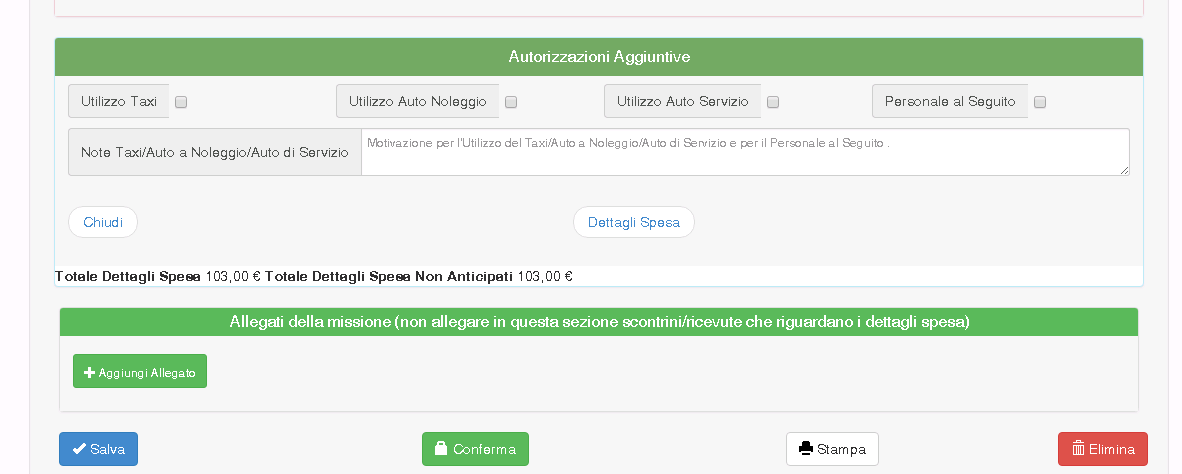 Autorizzazioni Aggiuntive
Utilizzo Taxi Utilizzo Auto Noleggio Utilizzo Auto Servizio Personale al Seguito
Note Taxi/Auto a Noleggio/Auto di Servizio Motivazione per l'Utilizzo del Taxi/Auto a Noleggio/Auto di Servizio e per il Personale al Seguito .
Chiudi Dettagli Spesa
Totale Dettagli Spesa 103,00 € Totale Dettagli Spesa Non Anticipati 103,00 €
Allegati della missione (non allegare in questa sezione scontrini/ricevute che riguardano i dettagli spesa)
Aggiungi Allegato
Salva Conferma Stampa Elimina